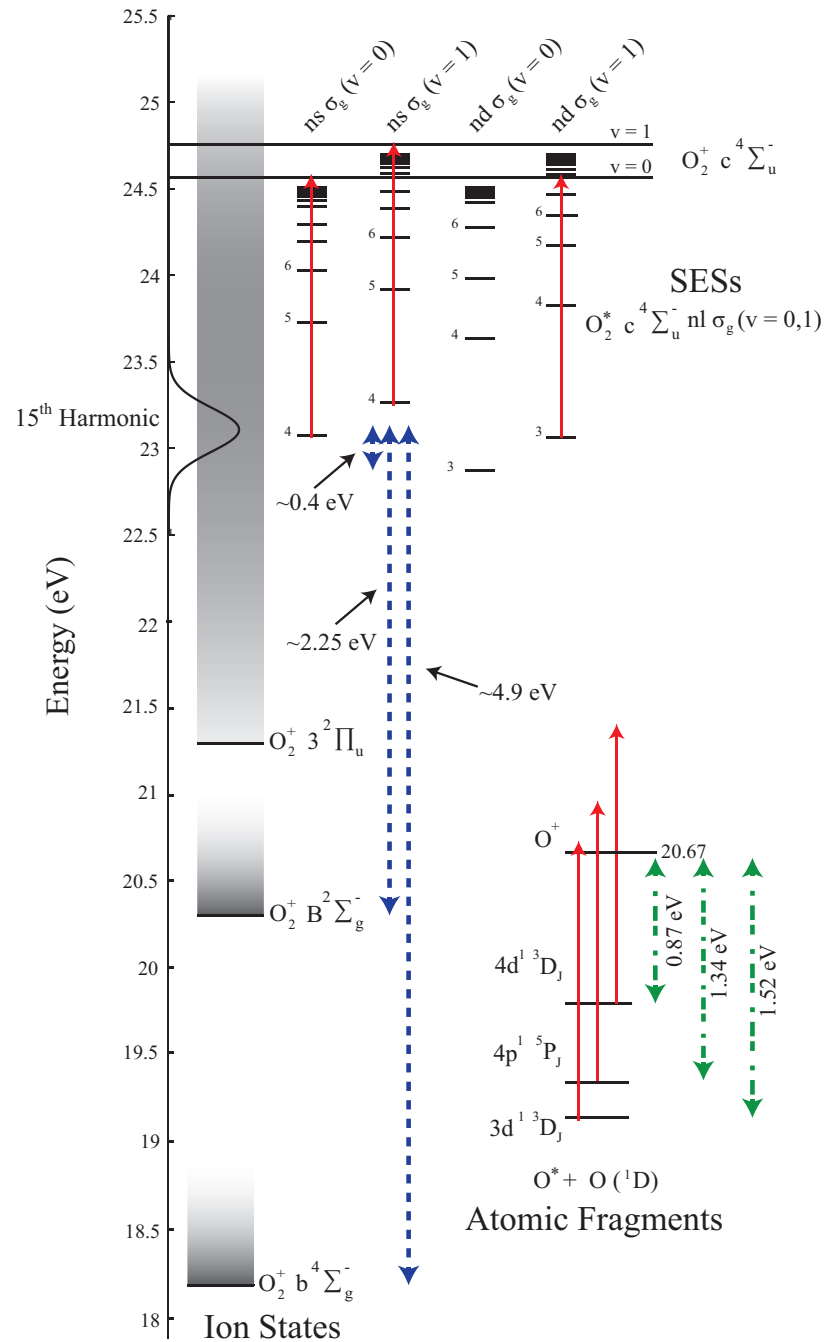 25.5
25
24.5
24
23.5
23
22.5
22
21.5
21
20.5
20
19.5
19
18.5
18
Energy (eV)
15th Harmonic
ns σg (v = 0)
ns σg (v = 1)
nd σg (v = 0)
nd σg (v = 1)
v = 1
v = 0
O2+ c 4Σu-
6
5
4
6
5
4
6
5
4
3
6
5
4
3
SESs
O2* c 4Σu- nl σg (v = 0,1)
~0.4 eV
~2.25 eV
~4.9 eV
O2+ 3 2Πu
O2+ B 2Σg-
O2+ b 4Σg-
Ion States
O+
20.67
4d1 3DJ
4p1 5PJ
3d1 3DJ
0.87 eV
1.34 eV
1.52 eV
O* + O (1D)
Atomic Fragments